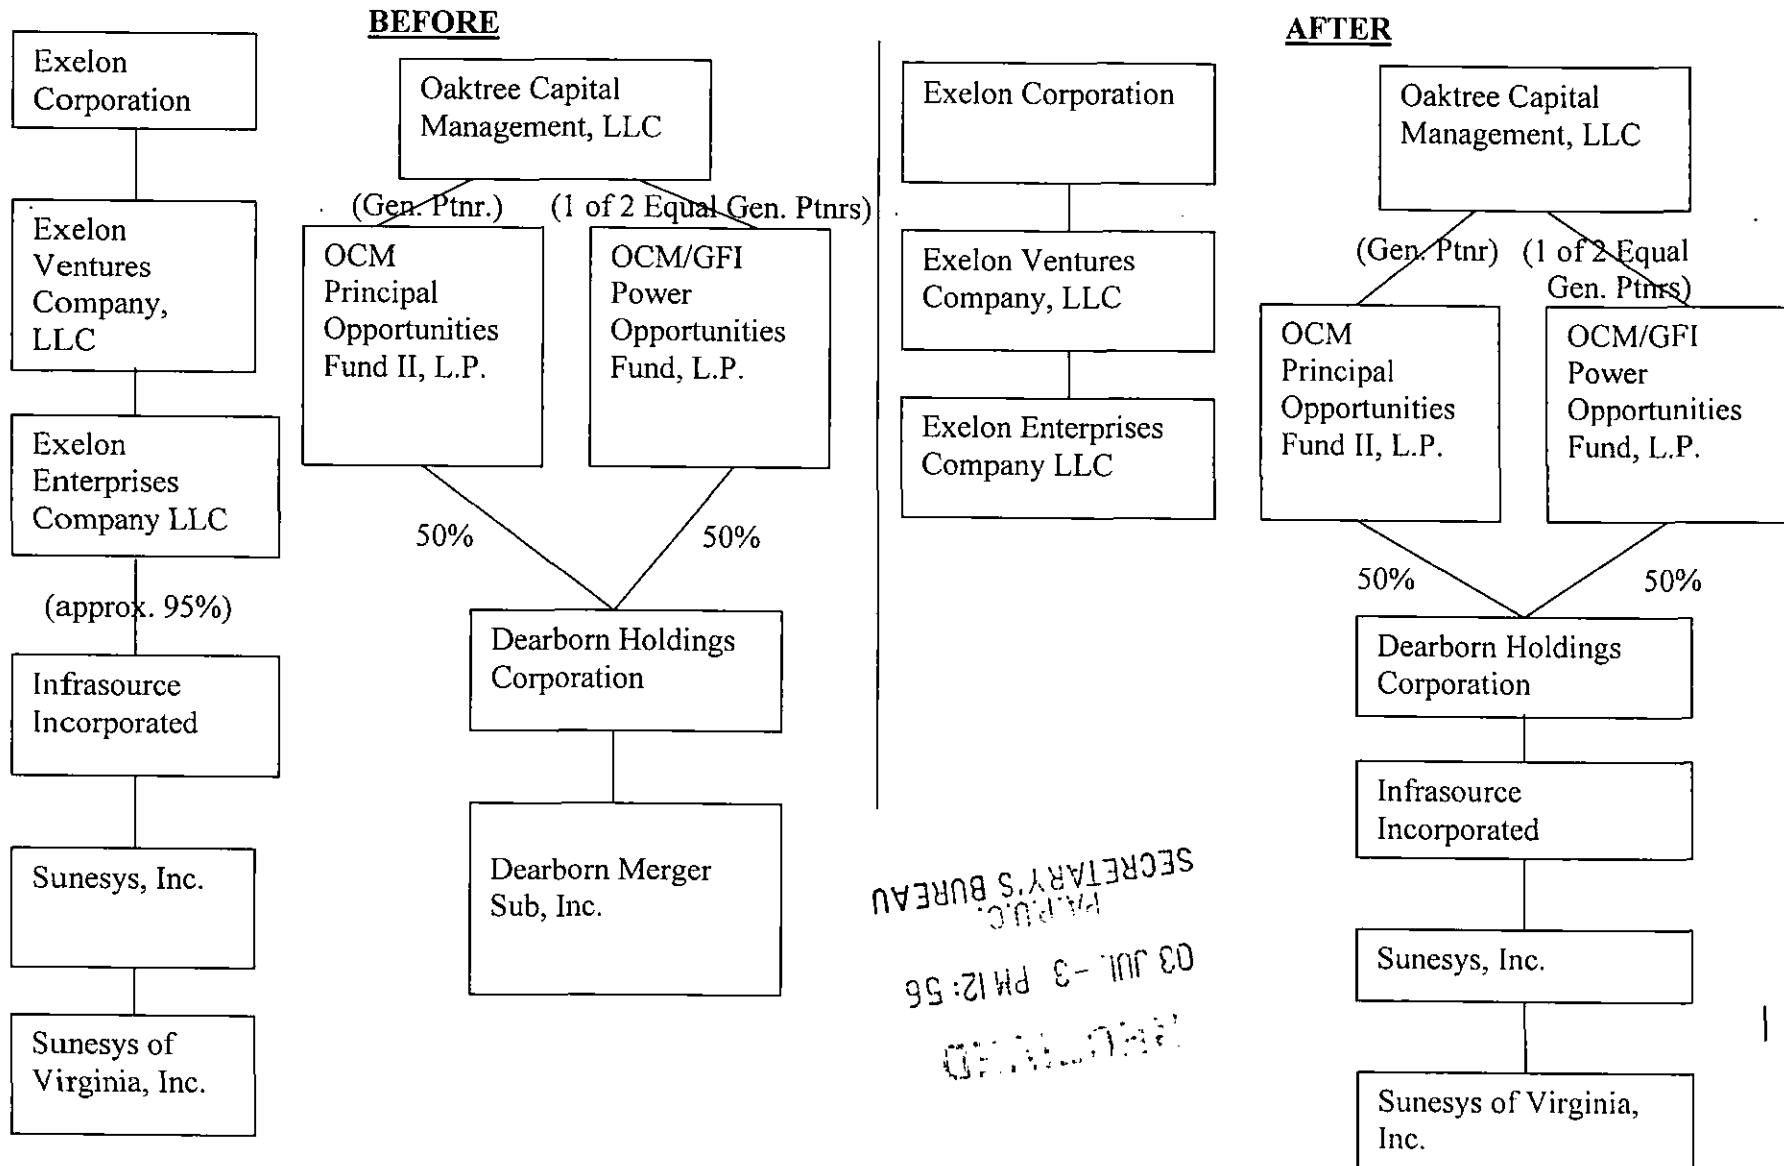 BEFORE
Exelon
Corporation
Exelon
Ventures
Company,
LLC
Exelon
Enterprises
Company LLC
(approx. 95%)
Infrasource
Incorporated
Sunesys, Inc.
Sunesys of
Virginia, Inc.
Oaktree Capital
Management, LLC
(Gen. Ptnr.)
(1 of 2 Equal Gen. Ptnrs)
OCM
Principal
Opportunities
Fund II, L.P.
OCM/GFI
Power
Opportunities
Fund, L.P.
50%
50%
Dearborn Holdings
Corporation
Dearborn Merger
Sub, Inc.
AFTER
Exelon Corporation
Exelon Ventures
Company, LLC
Exelon Enterprises
Company LLC
Oaktree Capital
Management, LLC
(Gen. Ptnr)
(1 of 2 Equal
Gen. Ptnrs)
OCM
Principal
Opportunities
Fund II, L.P.
OCM/GFI
Power
Opportunities
Fund, L.P.
50%
50%
Dearborn Holdings
Corporation
Infrasource
Incorporated
Sunesys, Inc.
Sunesys of Virginia,
Inc.
03 JUL -3 PM 12:56
PA.P.U.C.
SECRETARY'S BUREAU